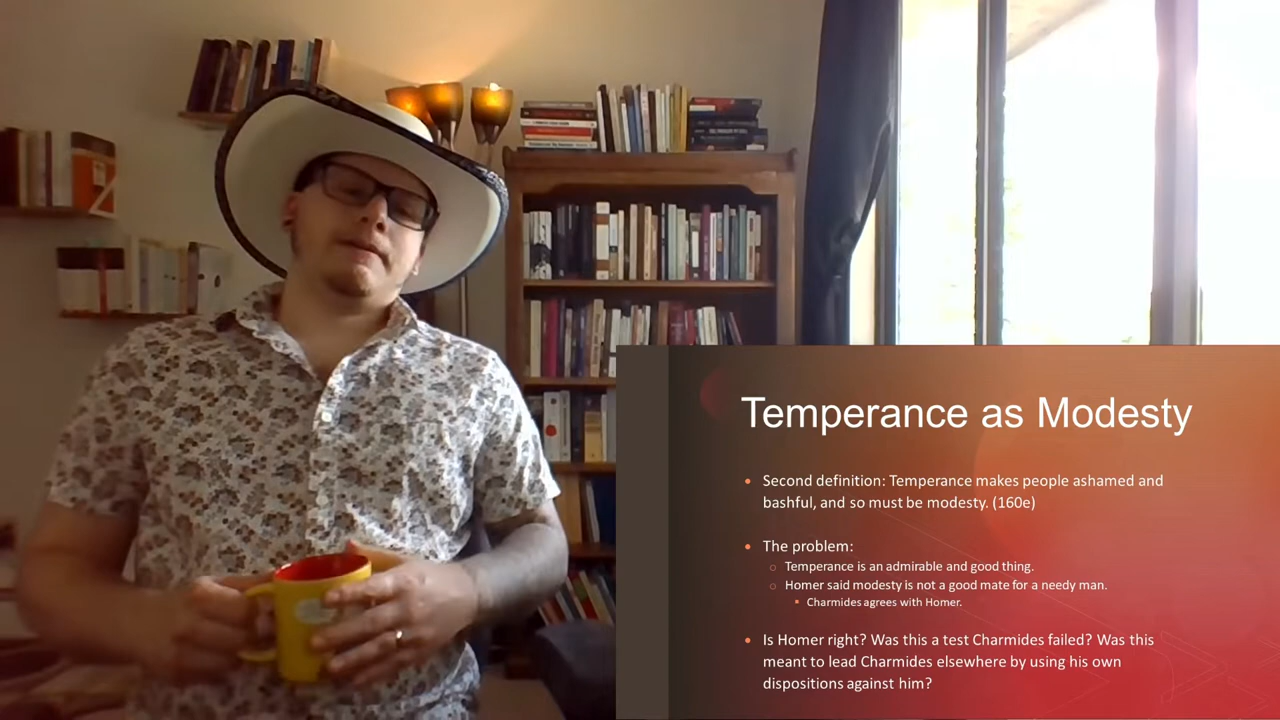 Temperance as Modesty
Second definition: Temperance makes people ashamed and
bashful, and so must be modesty. (160e)
The problem:
Temperance is an admirable and good thing.
Homer said modesty is not a good mate for a needy man.
Charmides agrees with Homer.
Is Homer right? Was this a test Charmides failed? Was this
meant to lead Charmides elsewhere by using his own
dispositions against him?